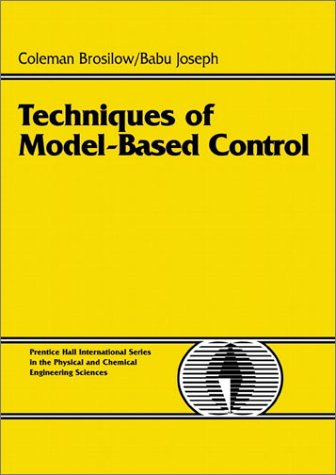 Coleman Brosilow/Babu Joseph
Techniques of
Model-Based Control
Prentice Hall International Series
in the Physical and Chemical
Engineering Sciences